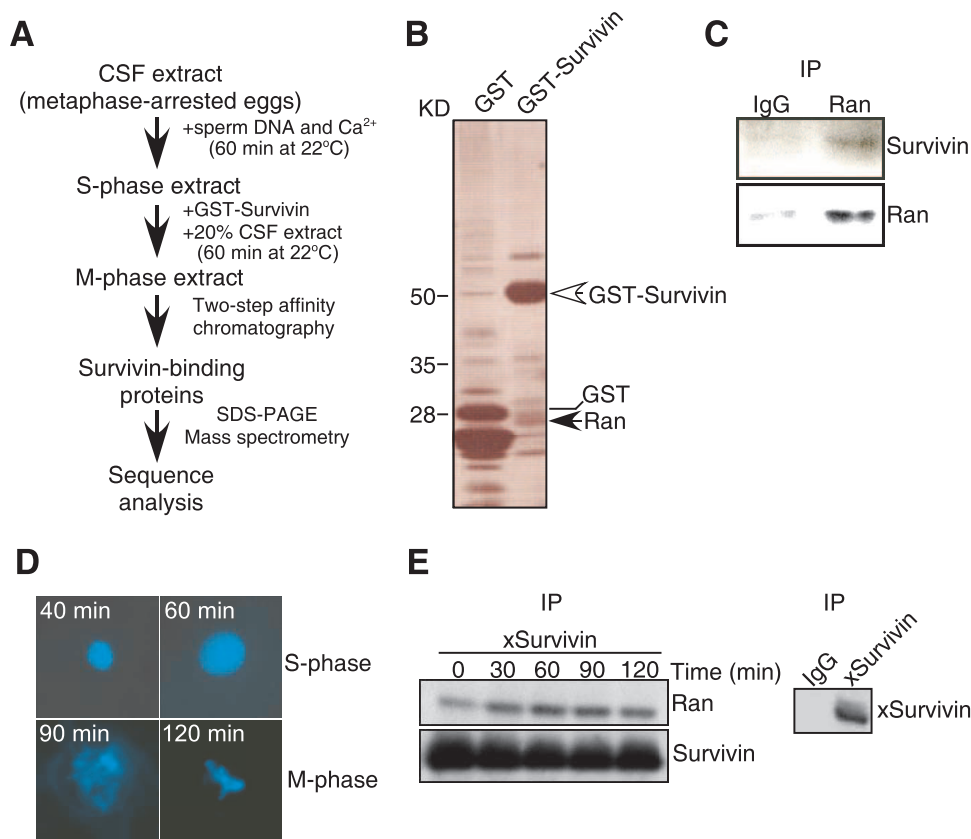 A
CSF extract
(metaphase-arrested eggs)
+sperm DNA and Ca²⁺
(60 min at 22ºC)
S-phase extract
+GST-Survivin
+20% CSF extract
(60 min at 22ºC)
M-phase extract
Two-step affinity
chromatography
Survivin-binding
proteins
SDS-PAGE
Mass spectrometry
Sequence
analysis
B
KD
GST
GST-Survivin
50
35
28
GST-Survivin
GST
Ran
C
IP
IgG Ran
Survivin
Ran
D
40 min 60 min
S-phase
90 min 120 min
M-phase
E
IP
xSurvivin
0 30 60 90 120 Time (min)
Ran
Survivin
IP
IgG
xSurvivin
xSurvivin